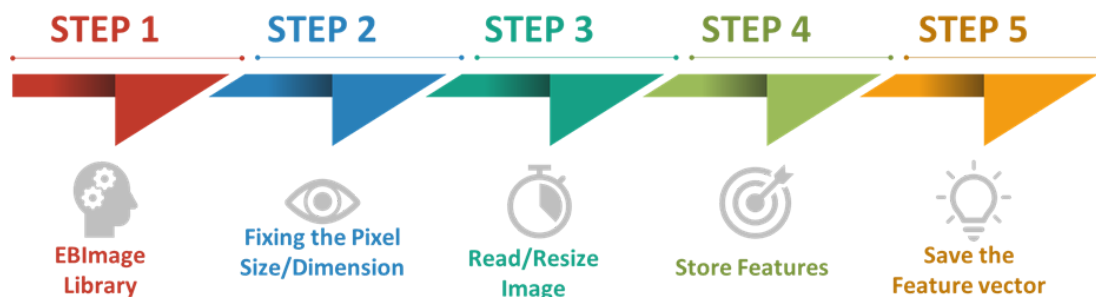 STEP 1
STEP 2
STEP 3
STEP 4
STEP 5
EBImage
Library
Fixing the Pixel
Size/Dimension
Read/Resize
Image
Store Features
Save the
Feature vector